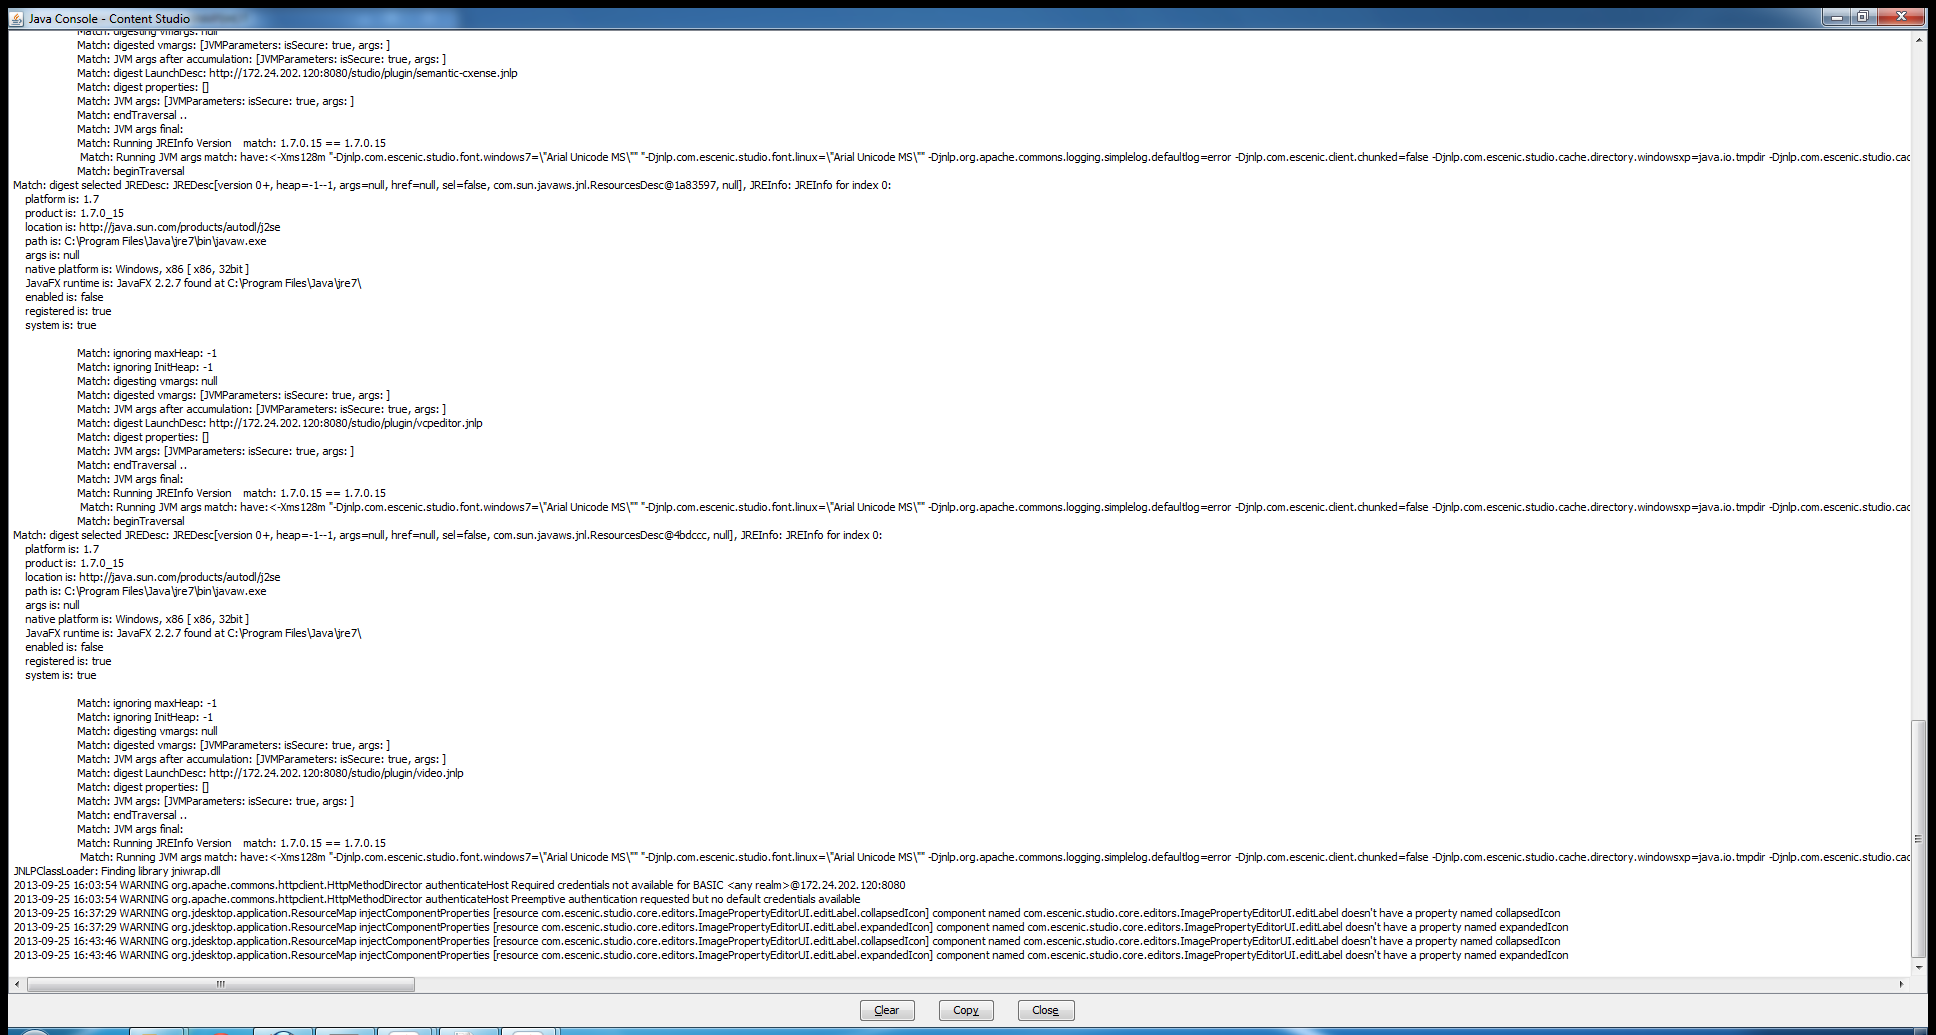 Java Console - Content Studio
Match: digesting vmargs: null
Match: digested vmargs: [JVMParameters: isSecure: true, args: ]
Match: JVM args after accumulation: [JVMParameters: isSecure: true, args: ]
Match: digest LaunchDesc: http://172.24.202.120:8080/studio/plugin/semantic-cxense.jnlp
Match: digest properties: []
Match: JVM args: [JVMParameters: isSecure: true, args: ]
Match: endTraversal ..
Match: JVM args final:
Match: Running JREInfo Version    match: 1.7.0.15 == 1.7.0.15
Match: Running JVM args match: have:<-Xms128m "-Djnlp.com.escenic.studio.font.windows7=\"Arial Unicode MS\"" "-Djnlp.com.escenic.studio.font.linux=\"Arial Unicode MS\"" -Djnlp.org.apache.commons.logging.simplelog.defaultlog=error -Djnlp.com.escenic.client.chunked=false -Djnlp.com.escenic.studio.cache.directory.windowsxp=java.io.tmpdir -Djnlp.com.escenic.studio.cac
Match: beginTraversal
Match: digest selected JREDesc: JREDesc[version 0+, heap=-1--1, args=null, href=null, sel=false, com.sun.javaws.jnl.ResourcesDesc@1a83597, null], JREInfo: JREInfo for index 0:
platform is: 1.7
product is: 1.7.0_15
location is: http://java.sun.com/products/autodl/j2se
path is: C:\Program Files\Java\jre7\bin\javaw.exe
args is: null
native platform is: Windows, x86 [ x86, 32bit ]
JavaFX runtime is: JavaFX 2.2.7 found at C:\Program Files\Java\jre7\
enabled is: false
registered is: true
system is: true
Match: ignoring maxHeap: -1
Match: ignoring InitHeap: -1
Match: digesting vmargs: null
Match: digested vmargs: [JVMParameters: isSecure: true, args: ]
Match: JVM args after accumulation: [JVMParameters: isSecure: true, args: ]
Match: digest LaunchDesc: http://172.24.202.120:8080/studio/plugin/vcpeditor.jnlp
Match: digest properties: []
Match: JVM args: [JVMParameters: isSecure: true, args: ]
Match: endTraversal ..
Match: JVM args final:
Match: Running JREInfo Version    match: 1.7.0.15 == 1.7.0.15
Match: Running JVM args match: have:<-Xms128m "-Djnlp.com.escenic.studio.font.windows7=\"Arial Unicode MS\"" "-Djnlp.com.escenic.studio.font.linux=\"Arial Unicode MS\"" -Djnlp.org.apache.commons.logging.simplelog.defaultlog=error -Djnlp.com.escenic.client.chunked=false -Djnlp.com.escenic.studio.cache.directory.windowsxp=java.io.tmpdir -Djnlp.com.escenic.studio.cac
Match: beginTraversal
Match: digest selected JREDesc: JREDesc[version 0+, heap=-1--1, args=null, href=null, sel=false, com.sun.javaws.jnl.ResourcesDesc@4bdccc, null], JREInfo: JREInfo for index 0:
platform is: 1.7
product is: 1.7.0_15
location is: http://java.sun.com/products/autodl/j2se
path is: C:\Program Files\Java\jre7\bin\javaw.exe
args is: null
native platform is: Windows, x86 [ x86, 32bit ]
JavaFX runtime is: JavaFX 2.2.7 found at C:\Program Files\Java\jre7\
enabled is: false
registered is: true
system is: true
Match: ignoring maxHeap: -1
Match: ignoring InitHeap: -1
Match: digesting vmargs: null
Match: digested vmargs: [JVMParameters: isSecure: true, args: ]
Match: JVM args after accumulation: [JVMParameters: isSecure: true, args: ]
Match: digest LaunchDesc: http://172.24.202.120:8080/studio/plugin/video.jnlp
Match: digest properties: []
Match: JVM args: [JVMParameters: isSecure: true, args: ]
Match: endTraversal ..
Match: JVM args final:
Match: Running JREInfo Version    match: 1.7.0.15 == 1.7.0.15
Match: Running JVM args match: have:<-Xms128m "-Djnlp.com.escenic.studio.font.windows7=\"Arial Unicode MS\"" "-Djnlp.com.escenic.studio.font.linux=\"Arial Unicode MS\"" -Djnlp.org.apache.commons.logging.simplelog.defaultlog=error -Djnlp.com.escenic.client.chunked=false -Djnlp.com.escenic.studio.cache.directory.windowsxp=java.io.tmpdir -Djnlp.com.escenic.studio.cac
JNLPClassLoader: Finding library jniwrap.dll
2013-09-25 16:03:54 WARNING org.apache.commons.httpclient.HttpMethodDirector authenticateHost Required credentials not available for BASIC <any realm>@172.24.202.120:8080
2013-09-25 16:03:54 WARNING org.apache.commons.httpclient.HttpMethodDirector authenticateHost Preemptive authentication requested but no default credentials available
2013-09-25 16:37:29 WARNING org.jdesktop.application.ResourceMap injectComponentProperties [resource com.escenic.studio.core.editors.ImagePropertyEditorUI.editLabel.collapsedIcon] component named com.escenic.studio.core.editors.ImagePropertyEditorUI.editLabel doesn't have a property named collapsedIcon
2013-09-25 16:37:29 WARNING org.jdesktop.application.ResourceMap injectComponentProperties [resource com.escenic.studio.core.editors.ImagePropertyEditorUI.editLabel.expandedIcon] component named com.escenic.studio.core.editors.ImagePropertyEditorUI.editLabel doesn't have a property named expandedIcon
2013-09-25 16:43:46 WARNING org.jdesktop.application.ResourceMap injectComponentProperties [resource com.escenic.studio.core.editors.ImagePropertyEditorUI.editLabel.collapsedIcon] component named com.escenic.studio.core.editors.ImagePropertyEditorUI.editLabel doesn't have a property named collapsedIcon
2013-09-25 16:43:46 WARNING org.jdesktop.application.ResourceMap injectComponentProperties [resource com.escenic.studio.core.editors.ImagePropertyEditorUI.editLabel.expandedIcon] component named com.escenic.studio.core.editors.ImagePropertyEditorUI.editLabel doesn't have a property named expandedIcon
Clear Copy Close